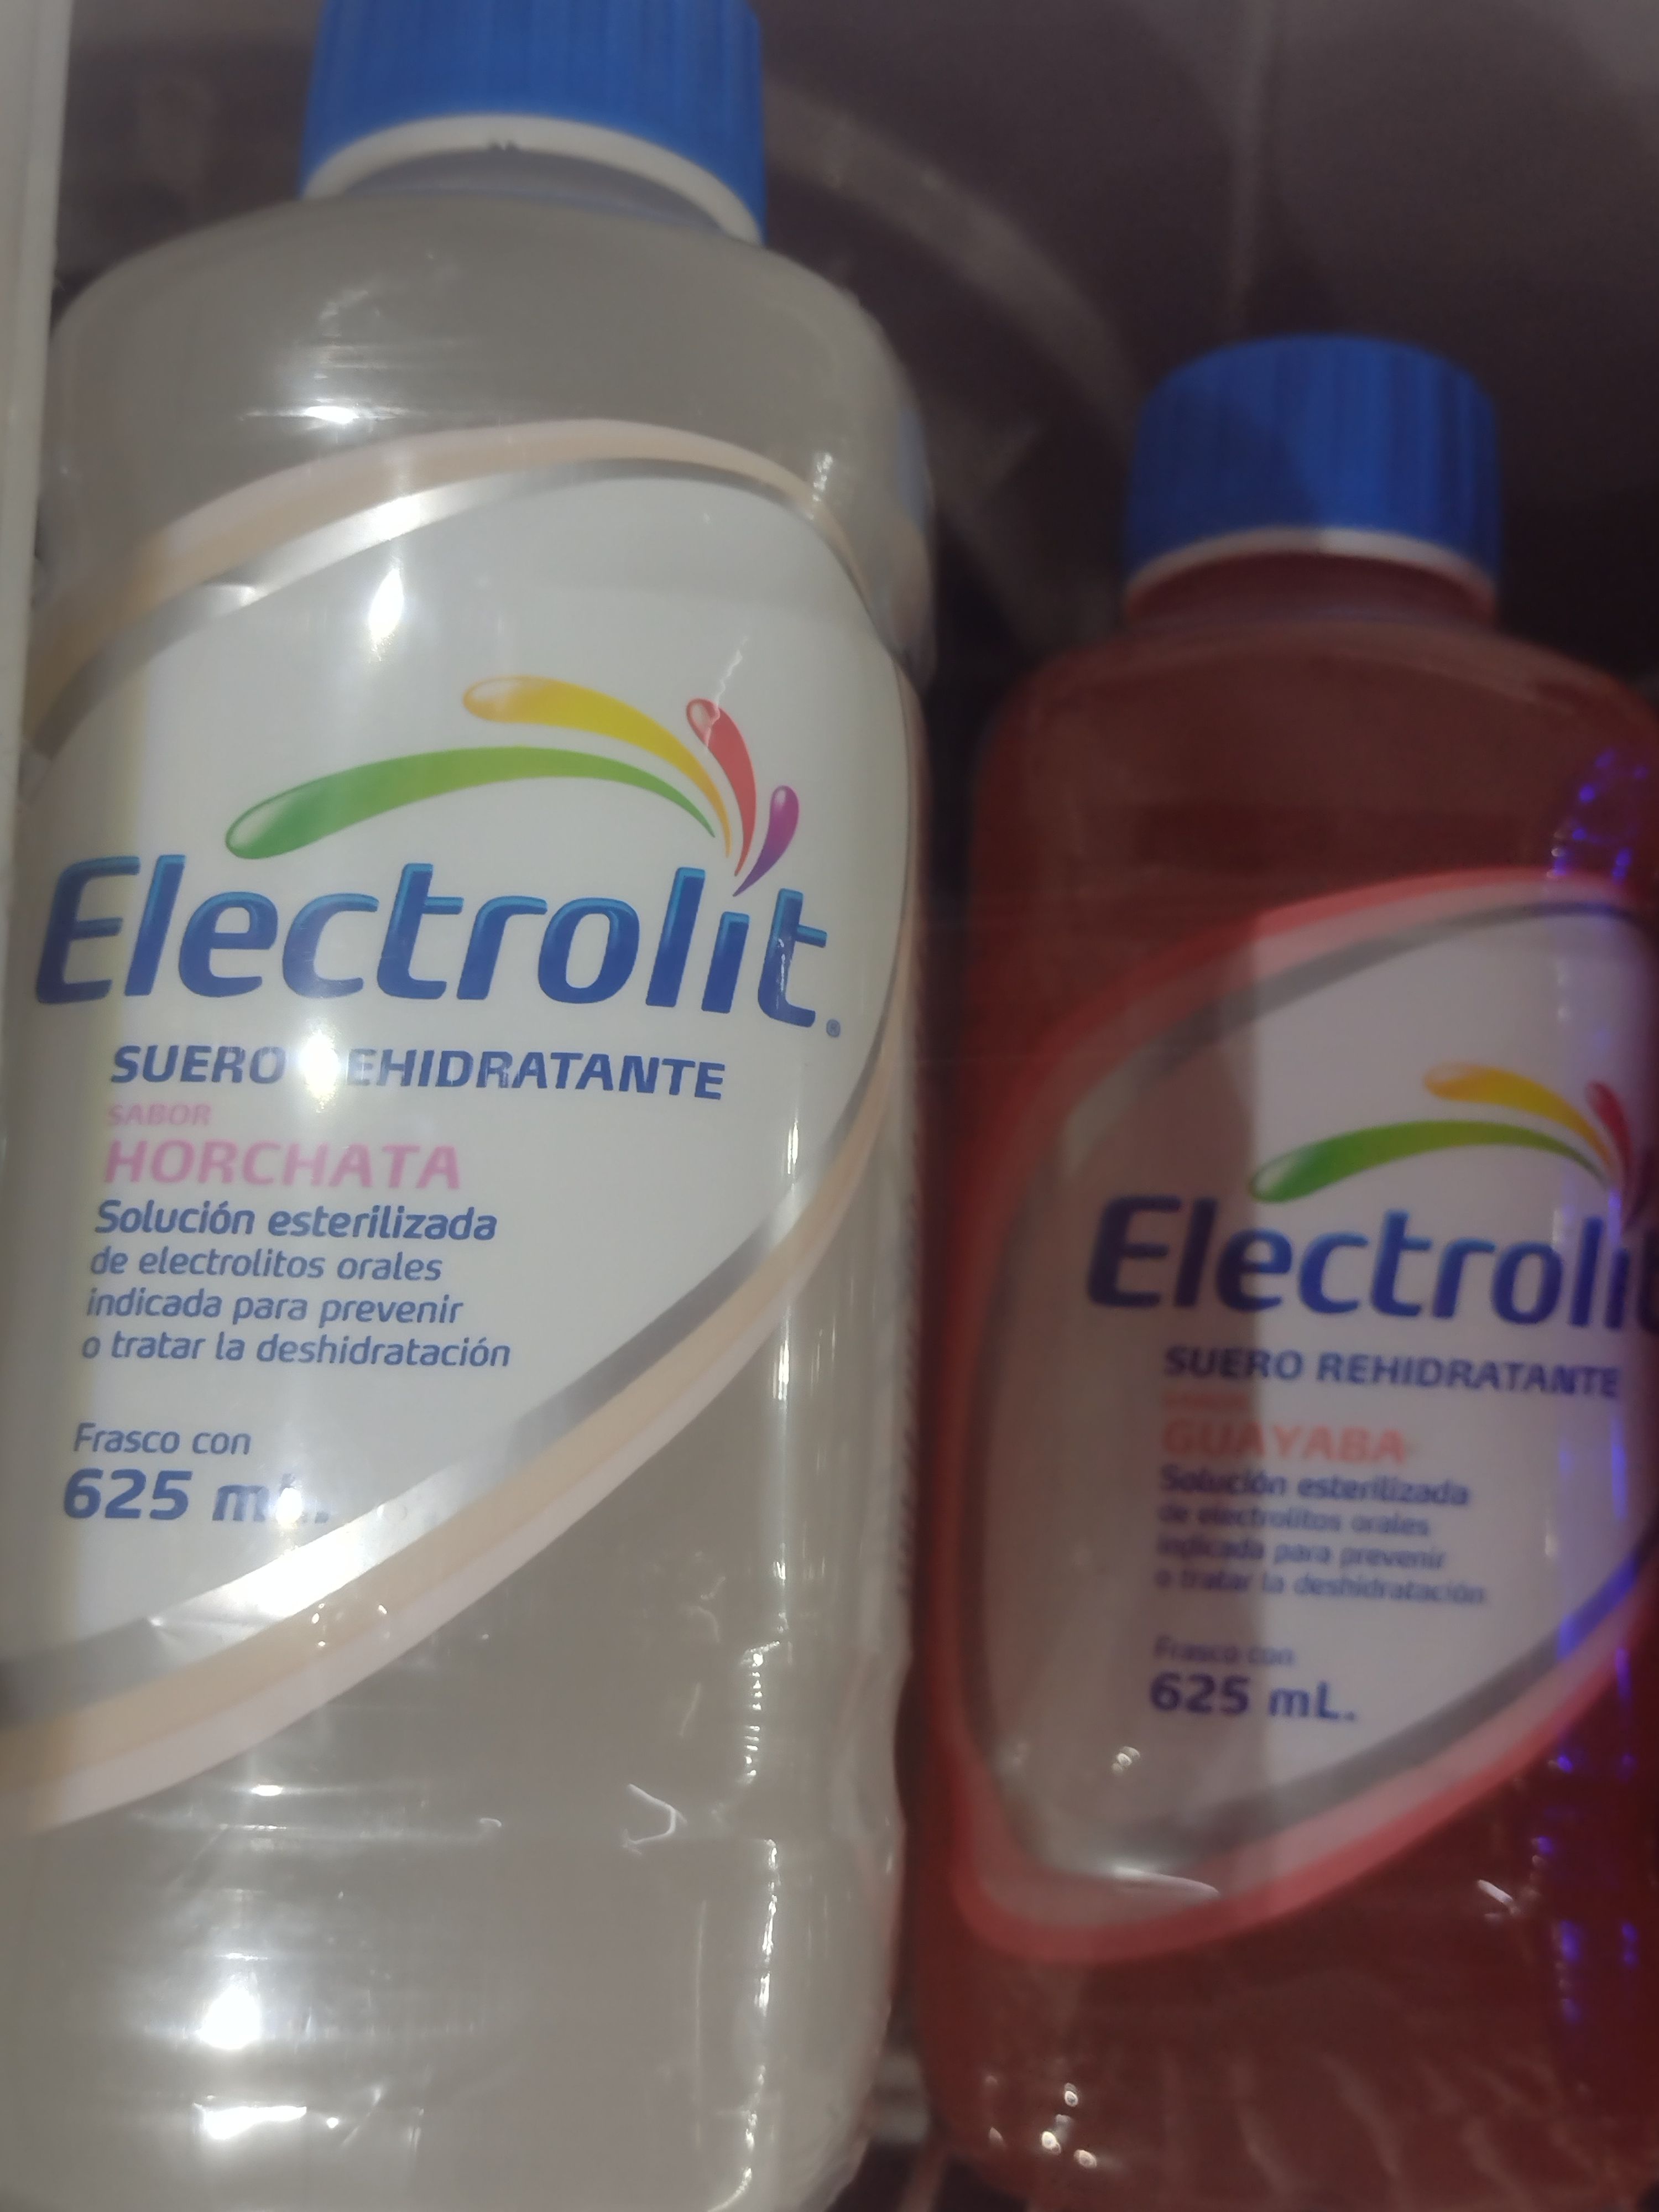 Electrolit®
SUERO REHIDRATANTE
SABOR
HORCHATA
Solución esterilizada
de electrolitos orales
indicada para prevenir
o tratar la deshidratación
Frasco con
625 mL.
Electrolit
SUERO REHIDRATANTE
SABOR
GUAYABA
Solución esterilizada
de electrolitos orales
indicada para prevenir
o tratar la deshidratación
Frasco con
625 mL.